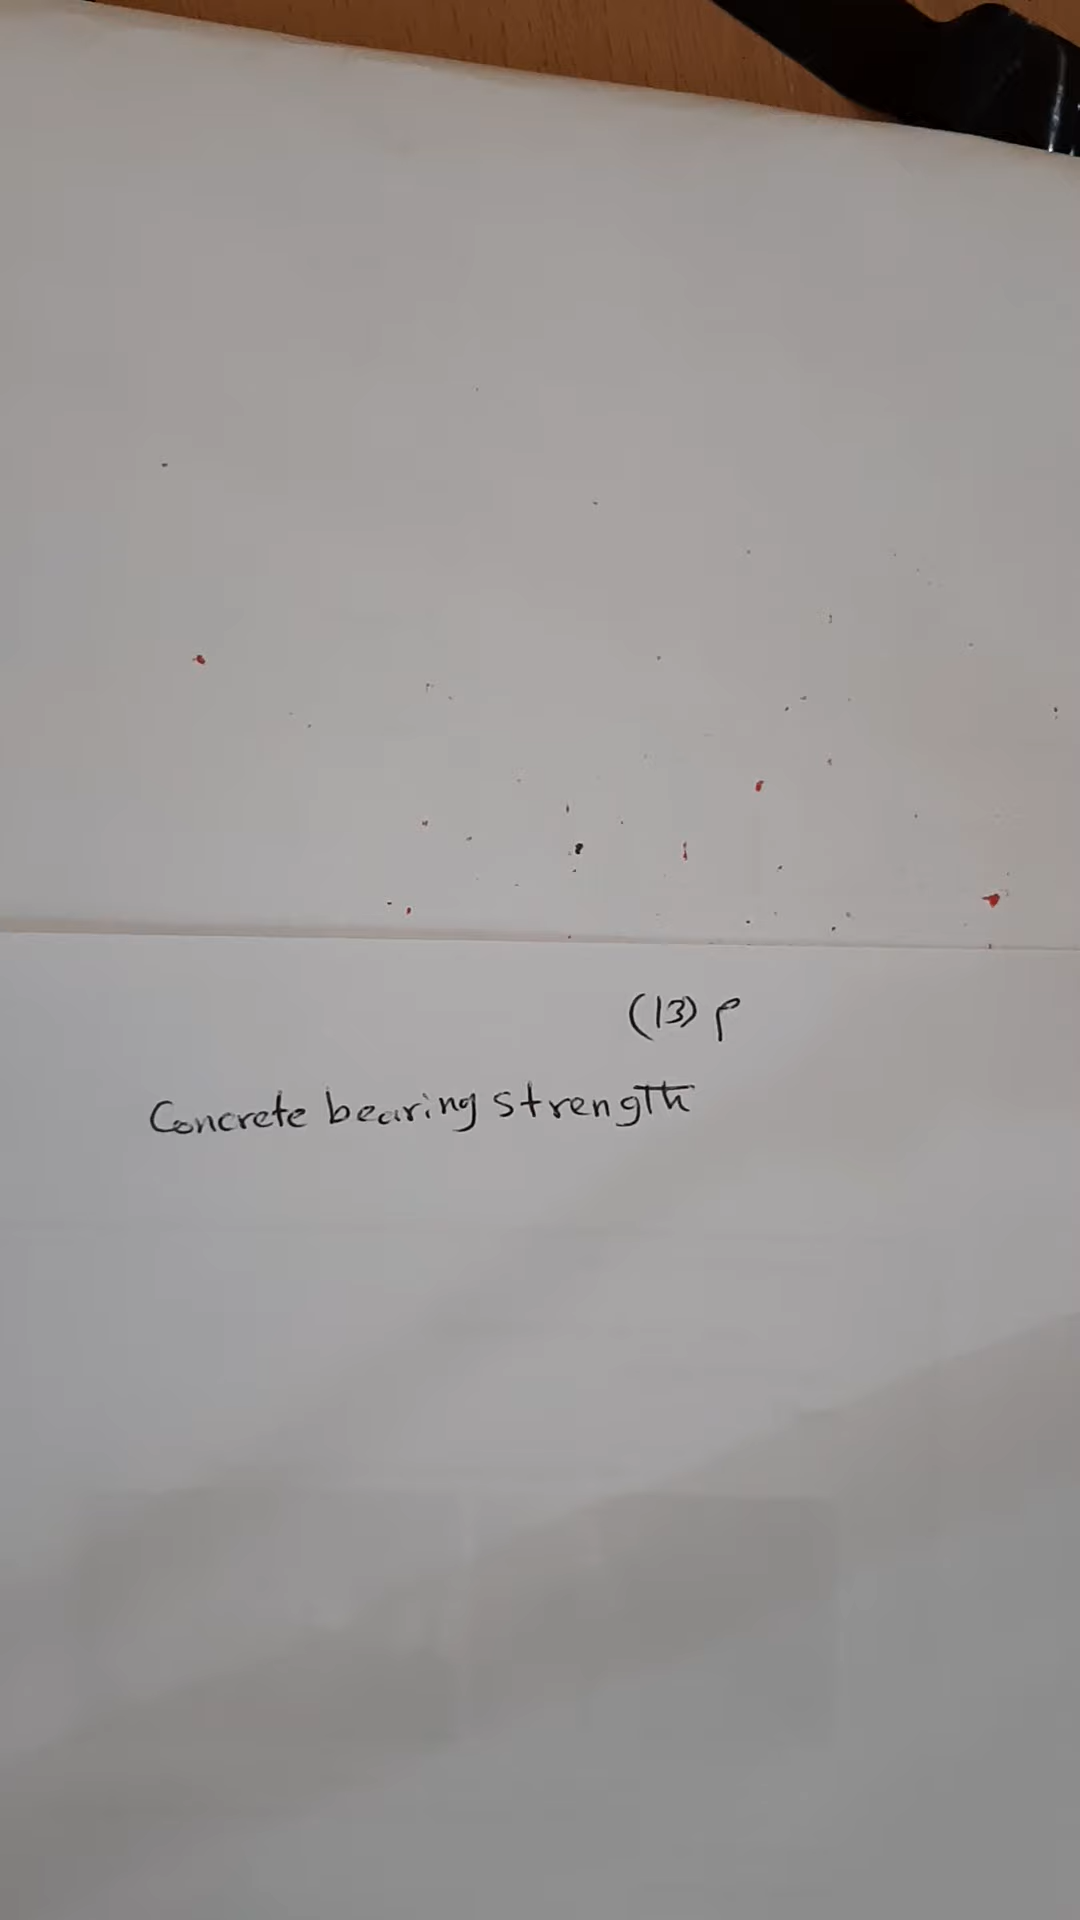 (13) م
Concrete bearing strength